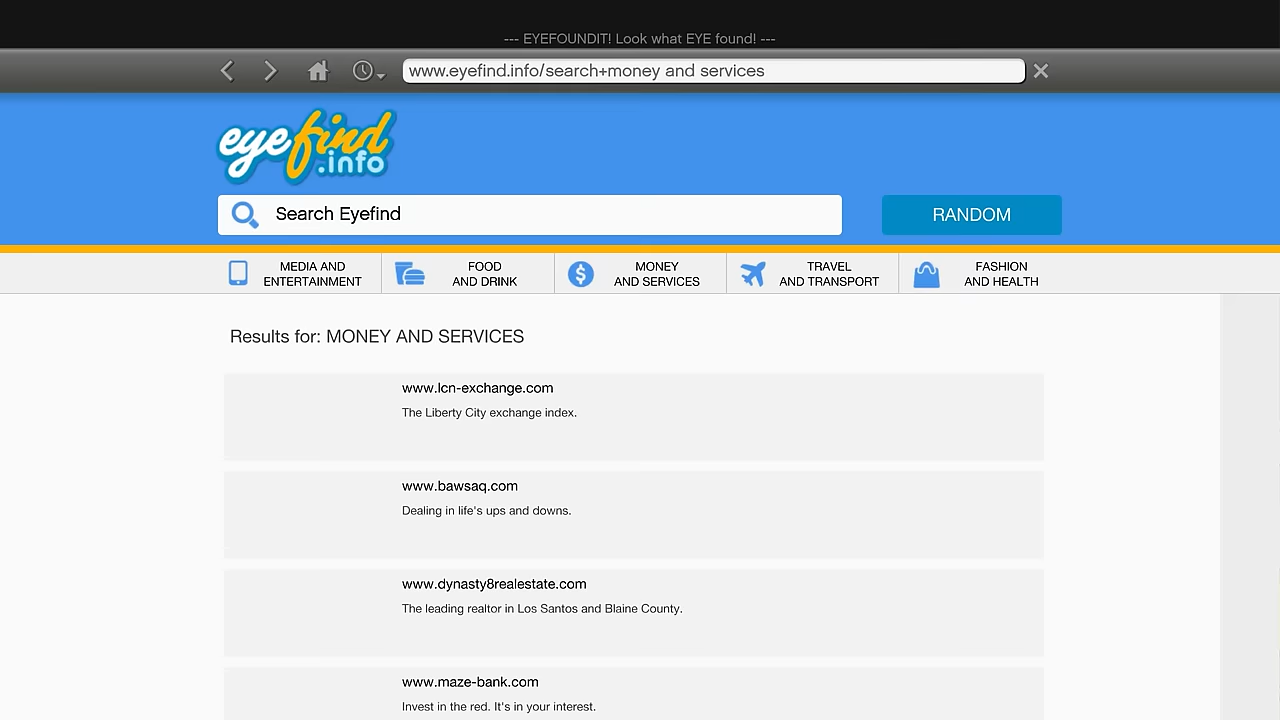 --- EYEFOUNDIT! Look what EYE found! ---
www.eyefind.info/search+money and services
eyefind
.info
Search Eyefind
RANDOM
MEDIA AND
ENTERTAINMENT
FOOD
AND DRINK
MONEY
AND SERVICES
TRAVEL
AND TRANSPORT
FASHION
AND HEALTH
Results for: MONEY AND SERVICES
www.lcn-exchange.com
The Liberty City exchange index.
www.bawsaq.com
Dealing in life's ups and downs.
www.dynasty8realestate.com
The leading realtor in Los Santos and Blaine County.
www.maze-bank.com
Invest in the red. It's in your interest.